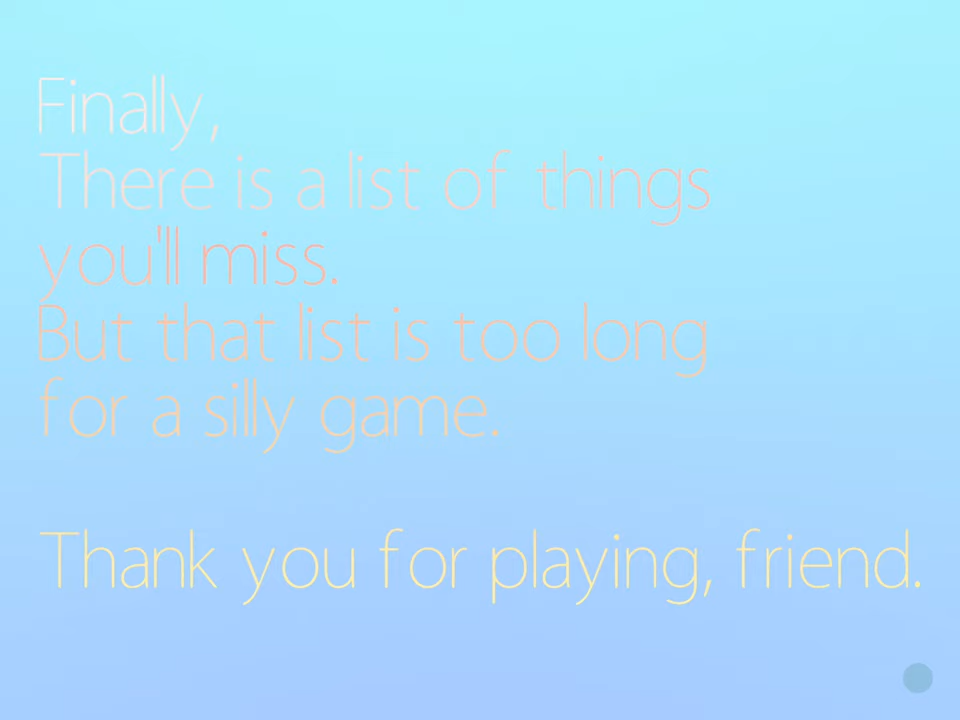 Finally,
There is a list of things
you'll miss.
But that list is too long
for a silly game.
Thank you for playing, friend.